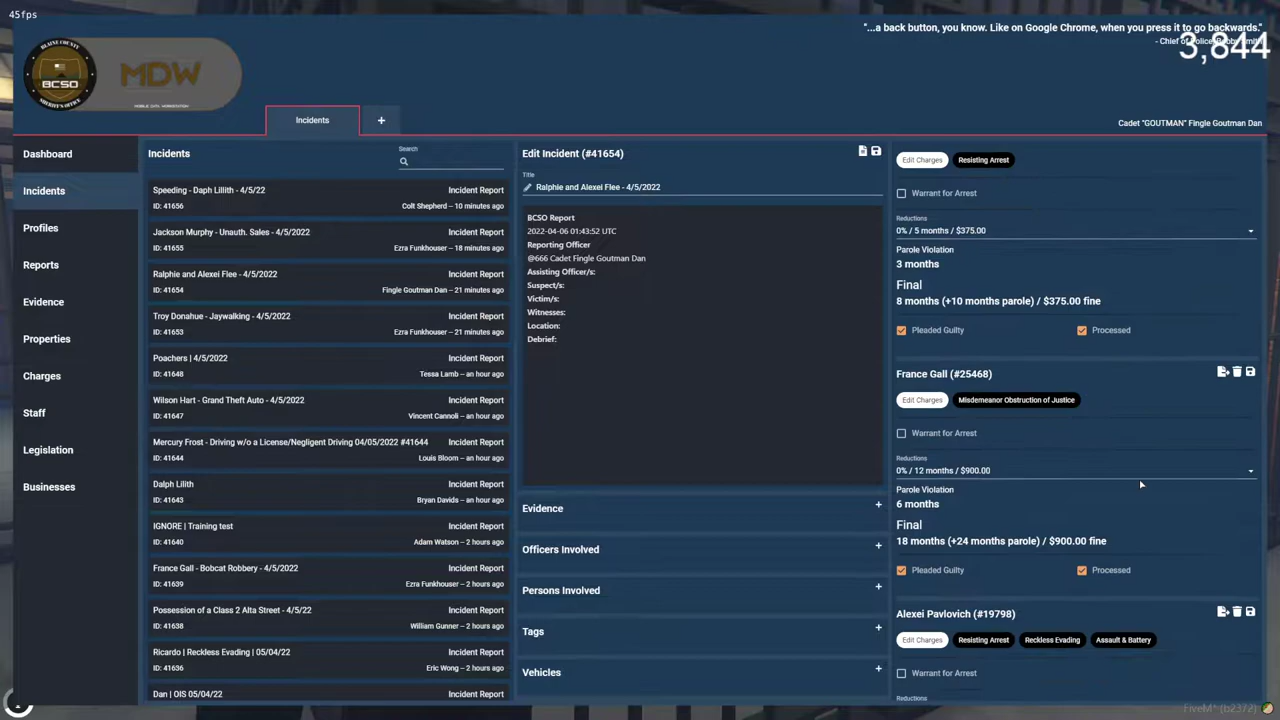 45fps
"...a back button, you know. Like on Google Chrome, when you press it to go backwards."
- Chief of Police Bobby Smith
3,844
BLAINE COUNTY
BCSO
SHERIFF'S OFFICE
MDW
Incidents
+
Cadet "GOUTMAN" Fingle Goutman Dan
Dashboard
Incidents
Profiles
Reports
Evidence
Properties
Charges
Staff
Legislation
Businesses
Incidents
Search
Speeding - Daph Lillith - 4/5/22 Incident Report
ID: 41656 Colt Shepherd – 10 minutes ago
Jackson Murphy - Unauth. Sales - 4/5/2022 Incident Report
ID: 41655 Ezra Funkhouser – 18 minutes ago
Ralphie and Alexei Flee - 4/5/2022 Incident Report
ID: 41654 Fingle Goutman Dan – 21 minutes ago
Troy Donahue - Jaywalking - 4/5/2022 Incident Report
ID: 41653 Ezra Funkhouser – 21 minutes ago
Poachers | 4/5/2022 Incident Report
ID: 41648 Tessa Lamb – an hour ago
Wilson Hart - Grand Theft Auto - 4/5/2022 Incident Report
ID: 41647 Vincent Cannoli – an hour ago
Mercury Frost - Driving w/o a License/Negligent Driving 04/05/2022 #41644 Incident Report
ID: 41644 Louis Bloom – an hour ago
Dalph Lilith Incident Report
ID: 41643 Bryan Davids – an hour ago
IGNORE | Training test Incident Report
ID: 41640 Adam Watson – 2 hours ago
France Gall - Bobcat Robbery - 4/5/2022 Incident Report
ID: 41639 Ezra Funkhouser – 2 hours ago
Possession of a Class 2 Alta Street - 4/5/22 Incident Report
ID: 41638 William Gunner – 2 hours ago
Ricardo | Reckless Evading | 05/04/22 Incident Report
ID: 41636 Eric Wong – 2 hours ago
Dan | OIS 05/04/22 Incident Report
Edit Incident (#41654)
Title
Ralphie and Alexei Flee - 4/5/2022
BCSO Report
2022-04-06 01:43:52 UTC
Reporting Officer
@666 Cadet Fingle Goutman Dan
Assisting Officer/s:
Suspect/s:
Victim/s:
Witnesses:
Location:
Debrief:
Evidence +
Officers Involved +
Persons Involved +
Tags +
Vehicles +
Edit Charges Resisting Arrest
Warrant for Arrest
Reductions
0% / 5 months / $375.00
Parole Violation
3 months
Final
8 months (+10 months parole) / $375.00 fine
Pleaded Guilty Processed
France Gall (#25468)
Edit Charges Misdemeanor Obstruction of Justice
Warrant for Arrest
Reductions
0% / 12 months / $900.00
Parole Violation
6 months
Final
18 months (+24 months parole) / $900.00 fine
Pleaded Guilty Processed
Alexei Pavlovich (#19798)
Edit Charges Resisting Arrest Reckless Evading Assault & Battery
Warrant for Arrest
Reductions
FiveM* (b2372)